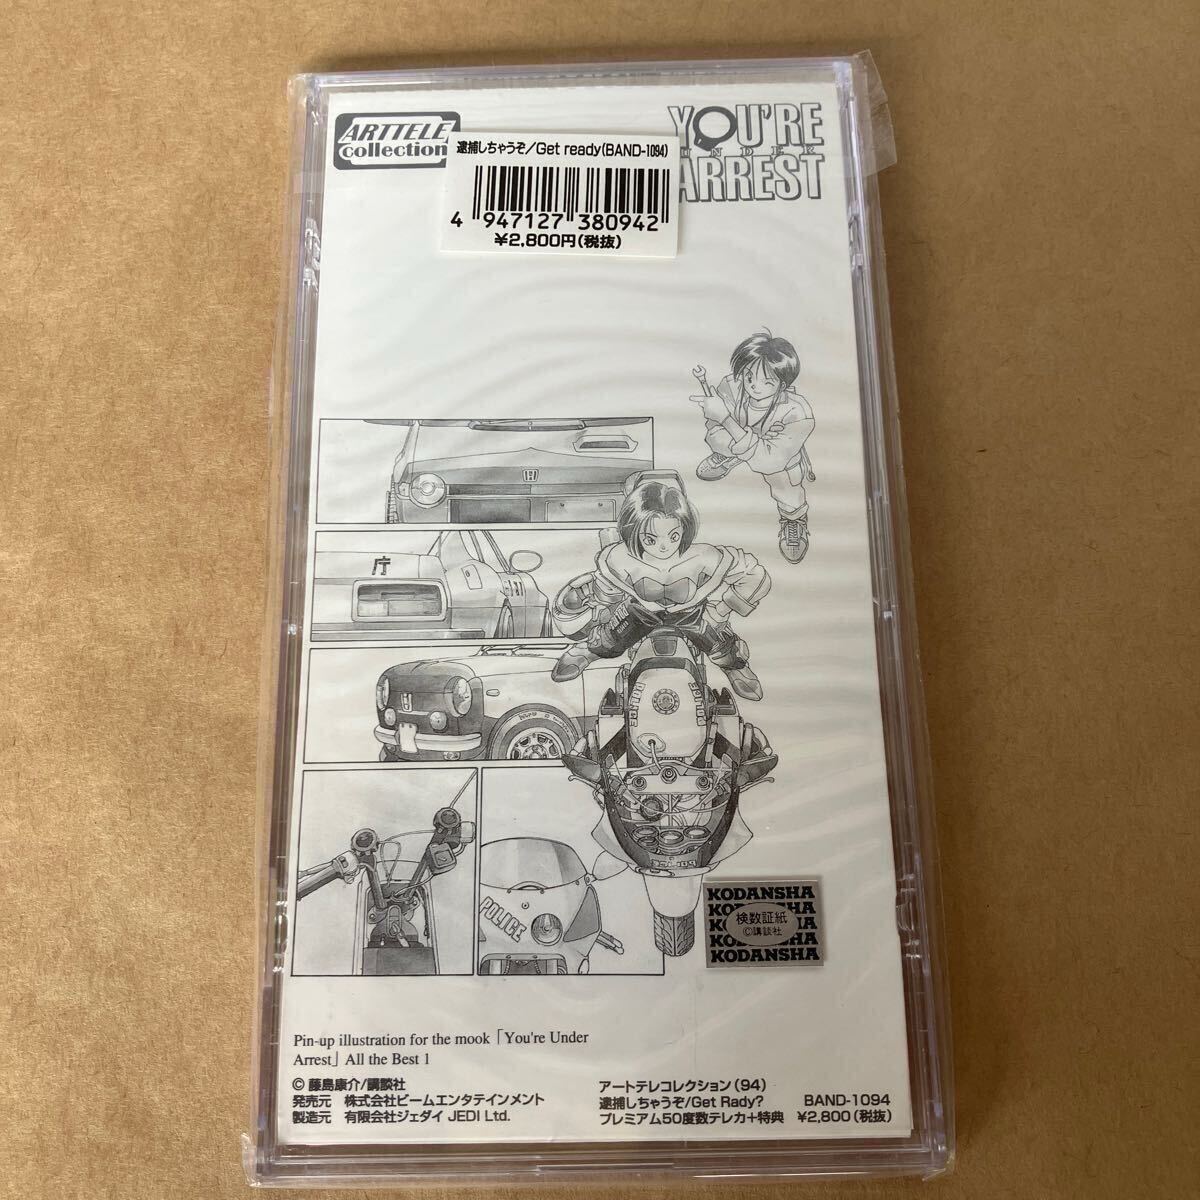 ARTTELE
collection
YOU'RE
UNDER
ARREST
逮捕しちゃうぞ/Get ready(BAND-1094)
4 947127 380942
¥2,800円(税抜)
庁
POLICE
POLICE
POLICE
KODANSHA
KODANSHA
検数証紙
©講談社
KODANSHA
KODANSHA
Pin-up illustration for the mook「You're Under
Arrest」All the Best 1
© 藤島康介/講談社
発売元 株式会社ビームエンタテインメント
製造元 有限会社ジェダイ JEDI Ltd.
アートテレコレクション(94)
逮捕しちゃうぞ/Get Rady? BAND-1094
プレミアム50度数テレカ+特典 ¥2,800(税抜)